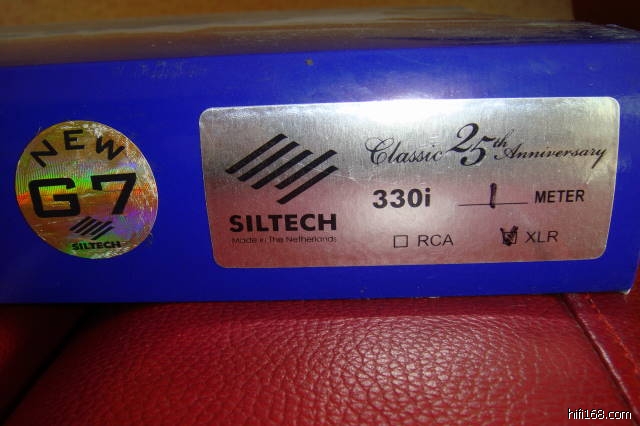 NEW
G7
SILTECH
SILTECH
Made in The Netherlands
Classic 25th Anniversary
330i 1 METER
☐ RCA ☑ XLR
hifi168.com